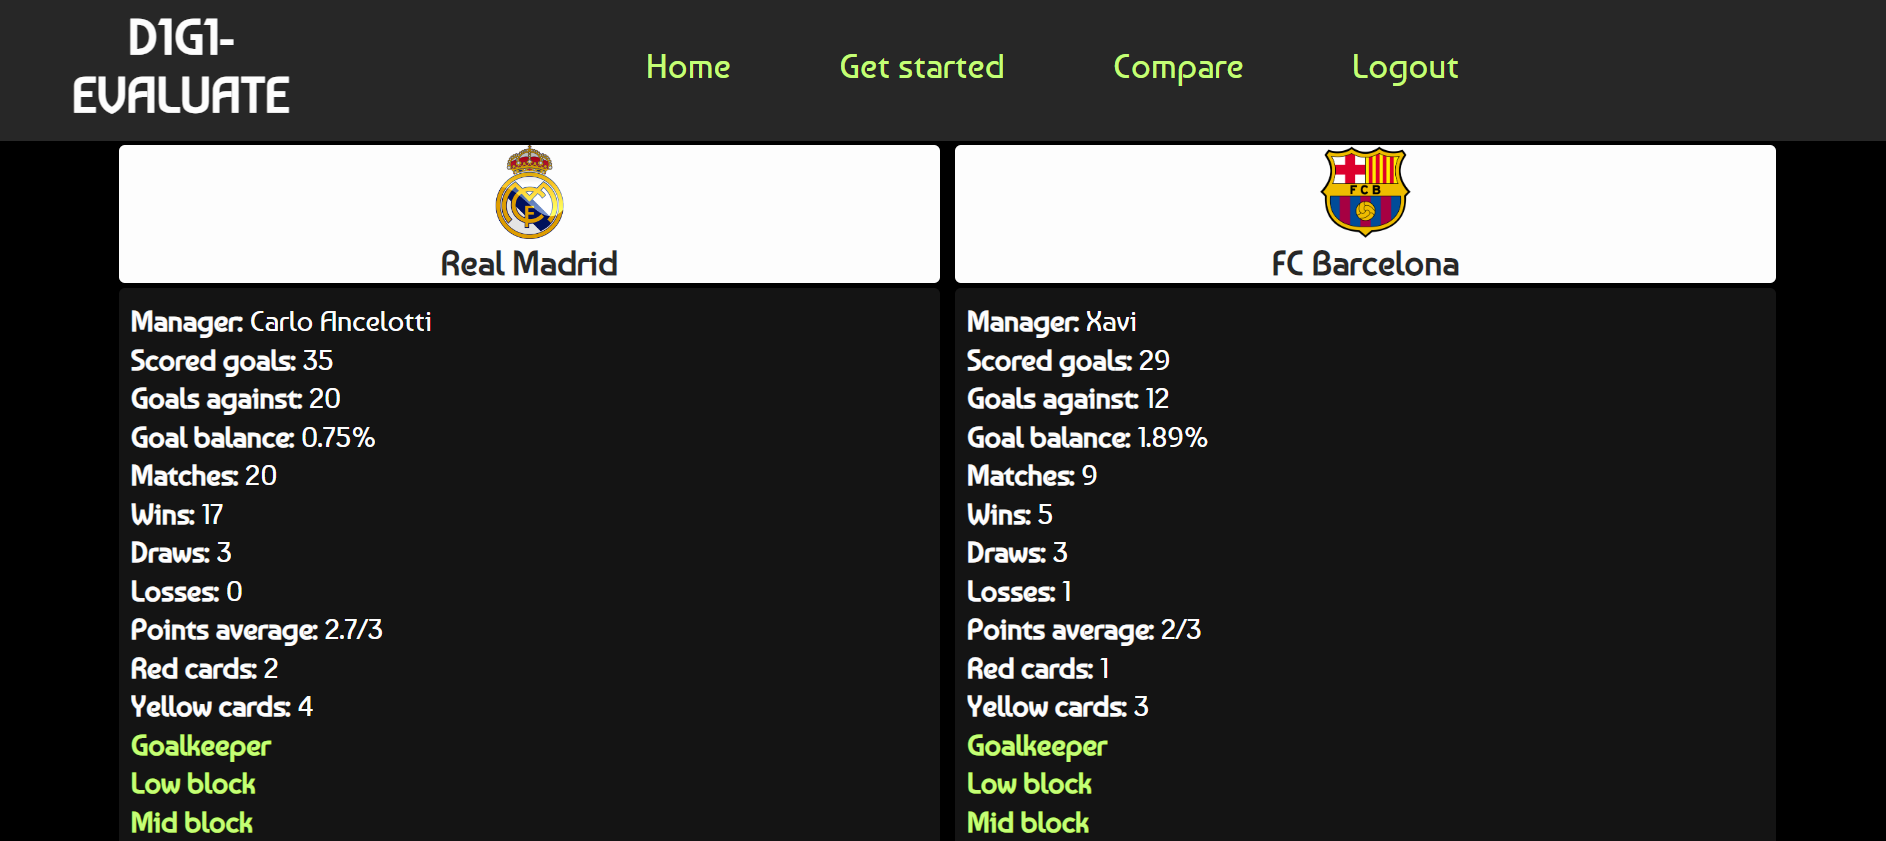 D1G1-
EVALUATE
Home
Get started
Compare
Logout
Real Madrid
Manager: Carlo Ancelotti
Scored goals: 35
Goals against: 20
Goal balance: 0.75%
Matches: 20
Wins: 17
Draws: 3
Losses: 0
Points average: 2.7/3
Red cards: 2
Yellow cards: 4
Goalkeeper
Low block
Mid block
FCB
FC Barcelona
Manager: Xavi
Scored goals: 29
Goals against: 12
Goal balance: 1.89%
Matches: 9
Wins: 5
Draws: 3
Losses: 1
Points average: 2/3
Red cards: 1
Yellow cards: 3
Goalkeeper
Low block
Mid block